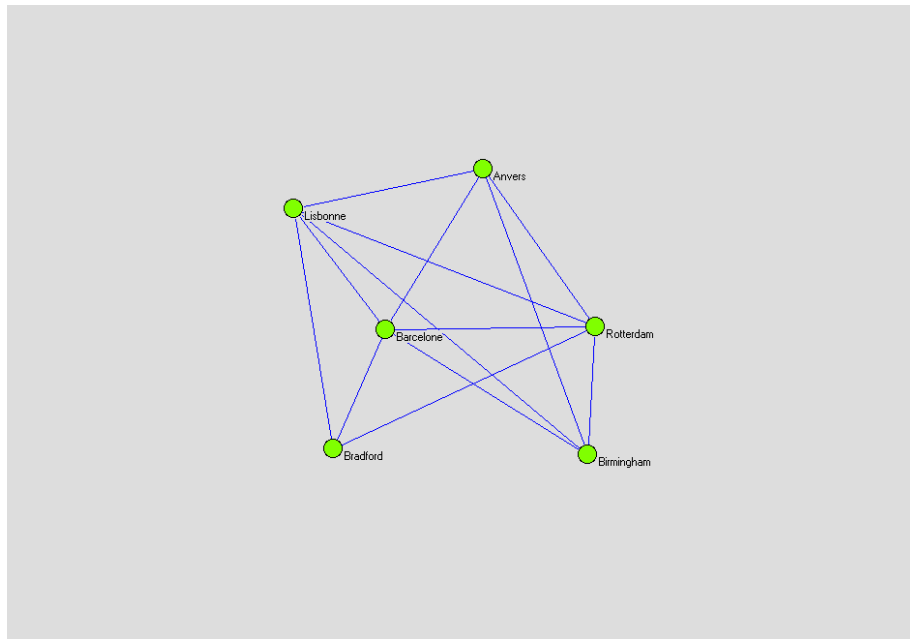 Anvers
Lisbonne
Rotterdam
Barcelone
Bradford
Birmingham